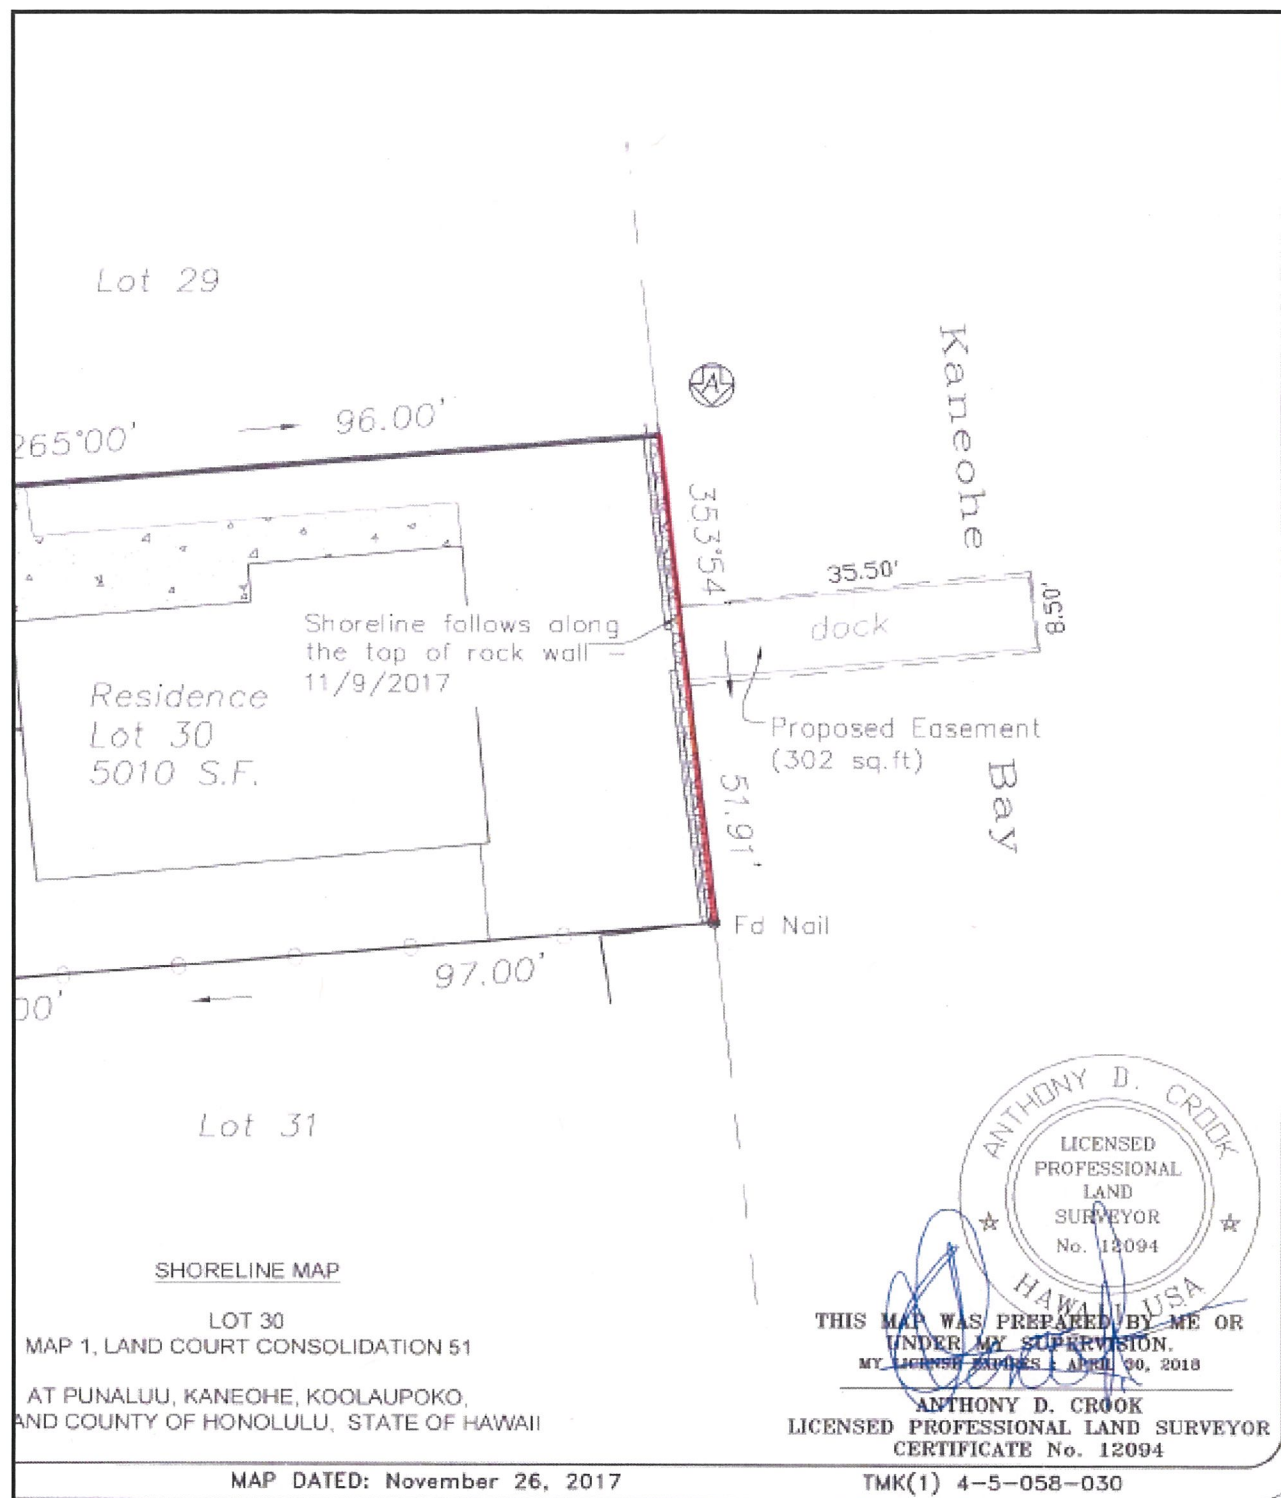 Lot 29
Kaneohe
A
265°00'
96.00'
353°54'
35.50'
8.50'
dock
Shoreline follows along
the top of rock wall -
11/9/2017
Residence
Lot 30
5010 S.F.
Proposed Easement
(302 sq.ft)
Bay
51.91'
Fd Nail
97.00'
00'
Lot 31
ANTHONY D. CROOK
LICENSED
PROFESSIONAL
LAND
SURVEYOR
No. 12094
HAWAII, USA
SHORELINE MAP
LOT 30
MAP 1, LAND COURT CONSOLIDATION 51
AT PUNALUU, KANEOHE, KOOLAUPOKO,
AND COUNTY OF HONOLULU, STATE OF HAWAII
THIS MAP WAS PREPARED BY ME OR
UNDER MY SUPERVISION.
MY LICENSE EXPIRES : APRIL 30, 2018
ANTHONY D. CROOK
LICENSED PROFESSIONAL LAND SURVEYOR
CERTIFICATE No. 12094
MAP DATED: November 26, 2017
TMK(1) 4-5-058-030